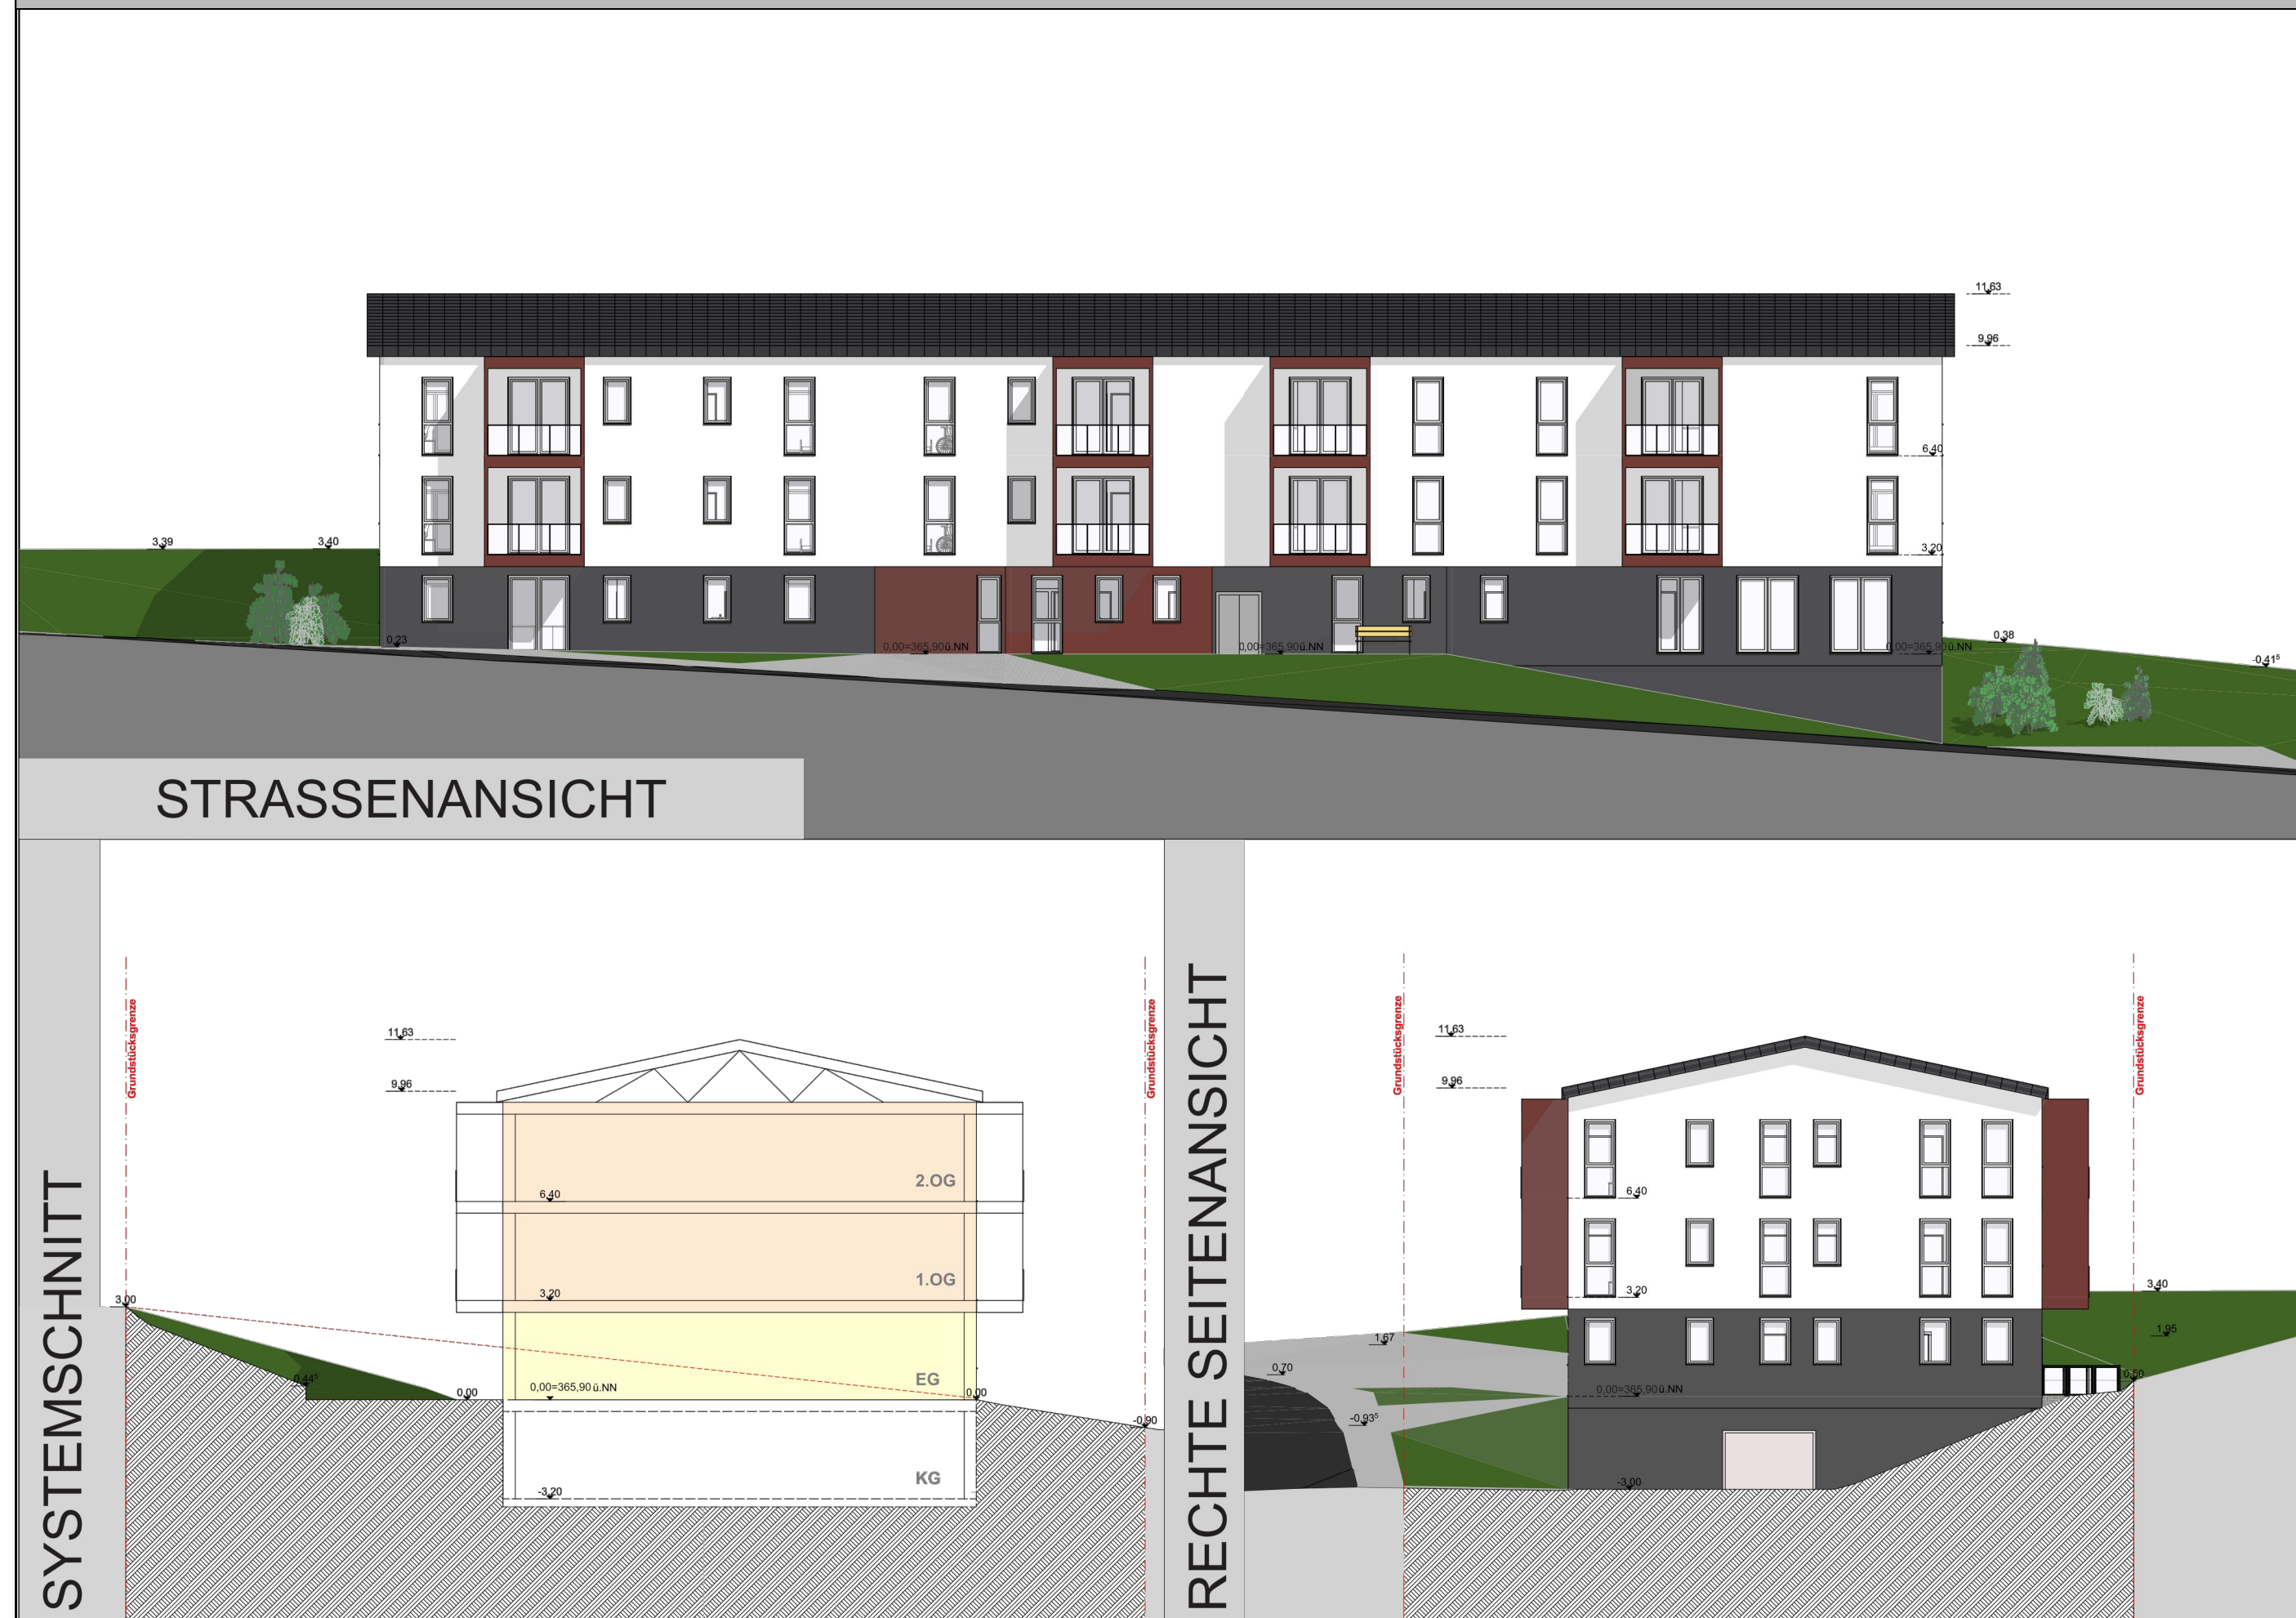 11,63
9,96
6,40
3,39
3,40
3,20
0,23
0,00=365,90ü.NN
0,00=365,90ü.NN
0,00=365,90ü.NN
0,38
-0,41⁵
STRASSENANSICHT
SYSTEMSCHNITT
Grundstücksgrenze
11,63
9,96
2.OG
6,40
1.OG
3,20
3,00
EG
0,44⁵
0,00
0,00=365,90 ü.NN
0,00
-0,90
KG
-3,20
Grundstücksgrenze
RECHTE SEITENANSICHT
Grundstücksgrenze
11,63
9,96
6,40
3,20
3,40
1,67
1,95
0,70
0,50
0,00=365,90ü.NN
-0,93⁵
-3,00
Grundstücksgrenze